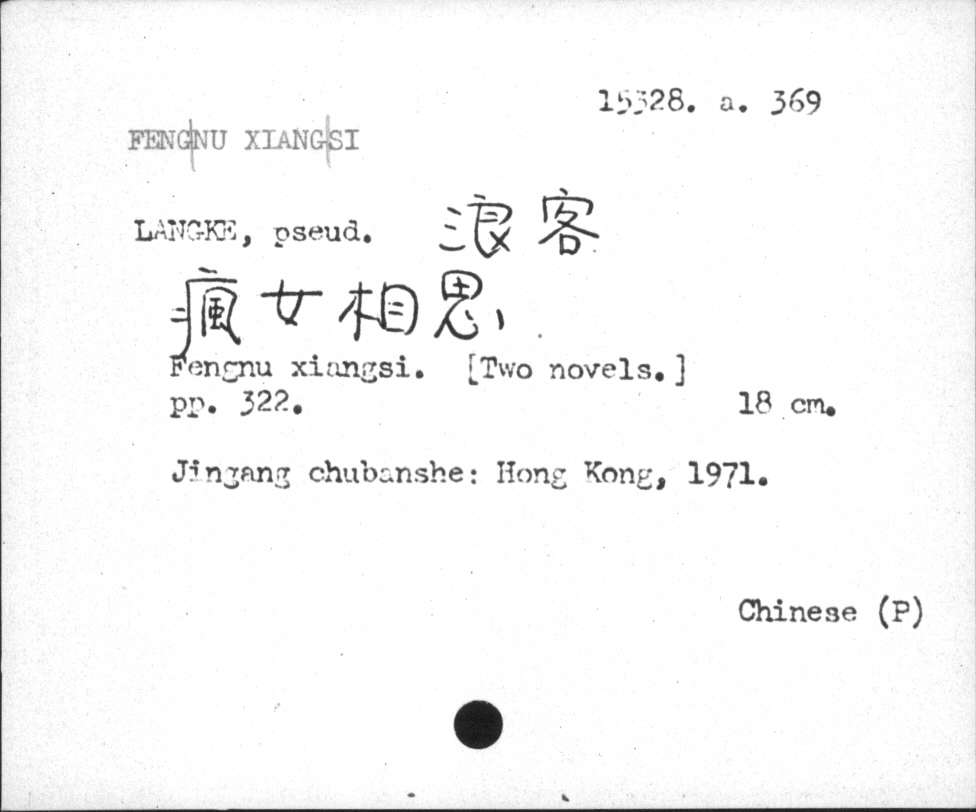 15328. a. 369
FENGNU XIANGSI
LANGKE, pseud. 浪客
瘋女相思
Fengnu xiangsi. [Two novels.]
pp. 322. 18 cm.
Jingang chubanshe: Hong Kong, 1971.
Chinese (P)